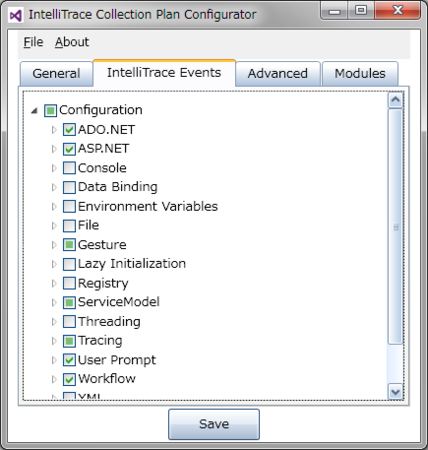 IntelliTrace Collection Plan Configurator
File About
General IntelliTrace Events Advanced Modules
Configuration
ADO.NET
ASP.NET
Console
Data Binding
Environment Variables
File
Gesture
Lazy Initialization
Registry
ServiceModel
Threading
Tracing
User Prompt
Workflow
XML
Save